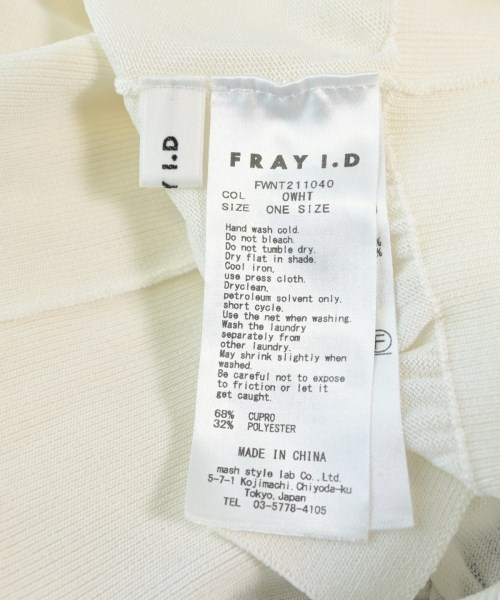 Y I.D
FRAY I.D
FWNT211040
COL OWHT
SIZE ONE SIZE
Hand wash cold.
Do not bleach.
Do not tumble dry.
Dry flat in shade.
Cool iron,
use press cloth.
Dryclean,
petroleum solvent only.
short cycle.
Use the net when washing.
Wash the laundry
separately from
other laundry.
May shrink slightly when
washed.
Be careful not to expose
to friction or let it
get caught.
68% CUPRO
32% POLYESTER
MADE IN CHINA
mash style lab Co.,Ltd.
5-7-1 Kojimachi,Chiyoda-ku
Tokyo,Japan
TEL 03-5778-4105
%
%
F